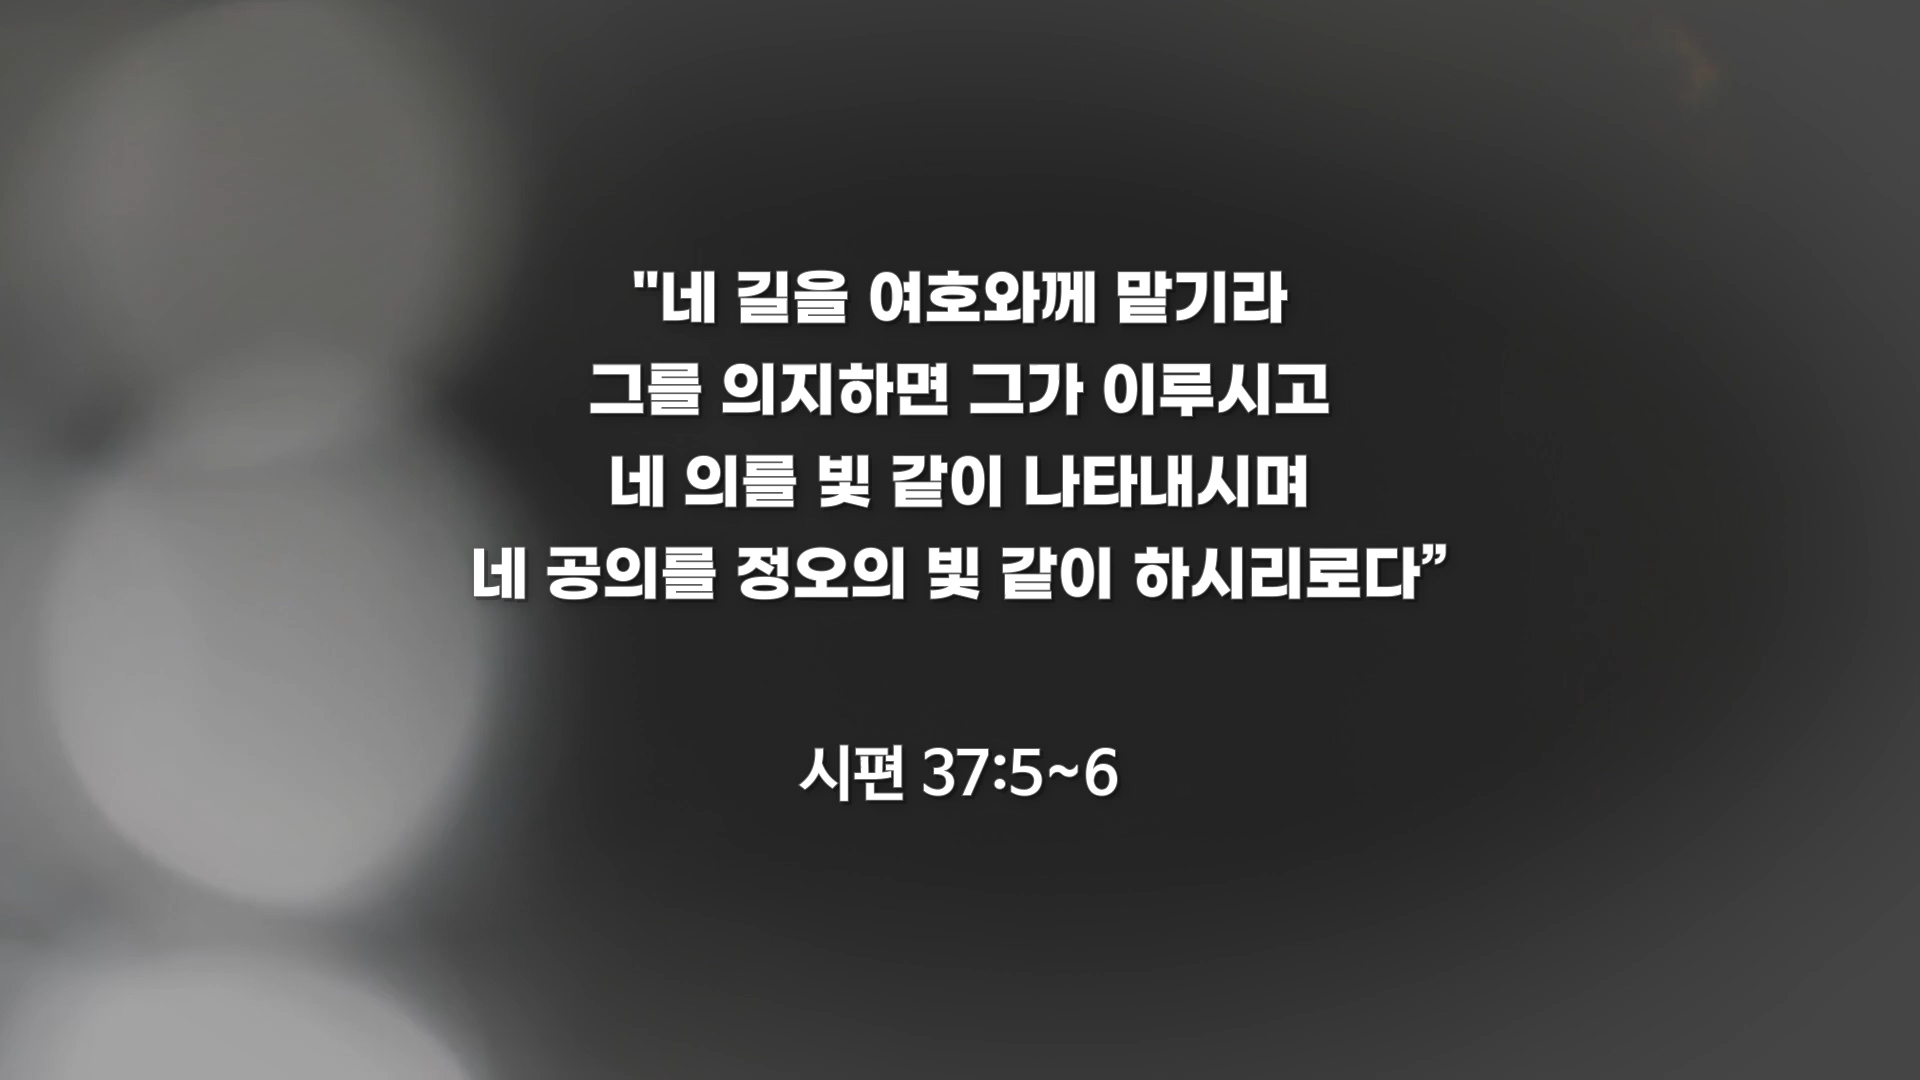 "네 길을 여호와께 맡기라
그를 의지하면 그가 이루시고
네 의를 빛 같이 나타내시며
네 공의를 정오의 빛 같이 하시리로다”
시편 37:5~6